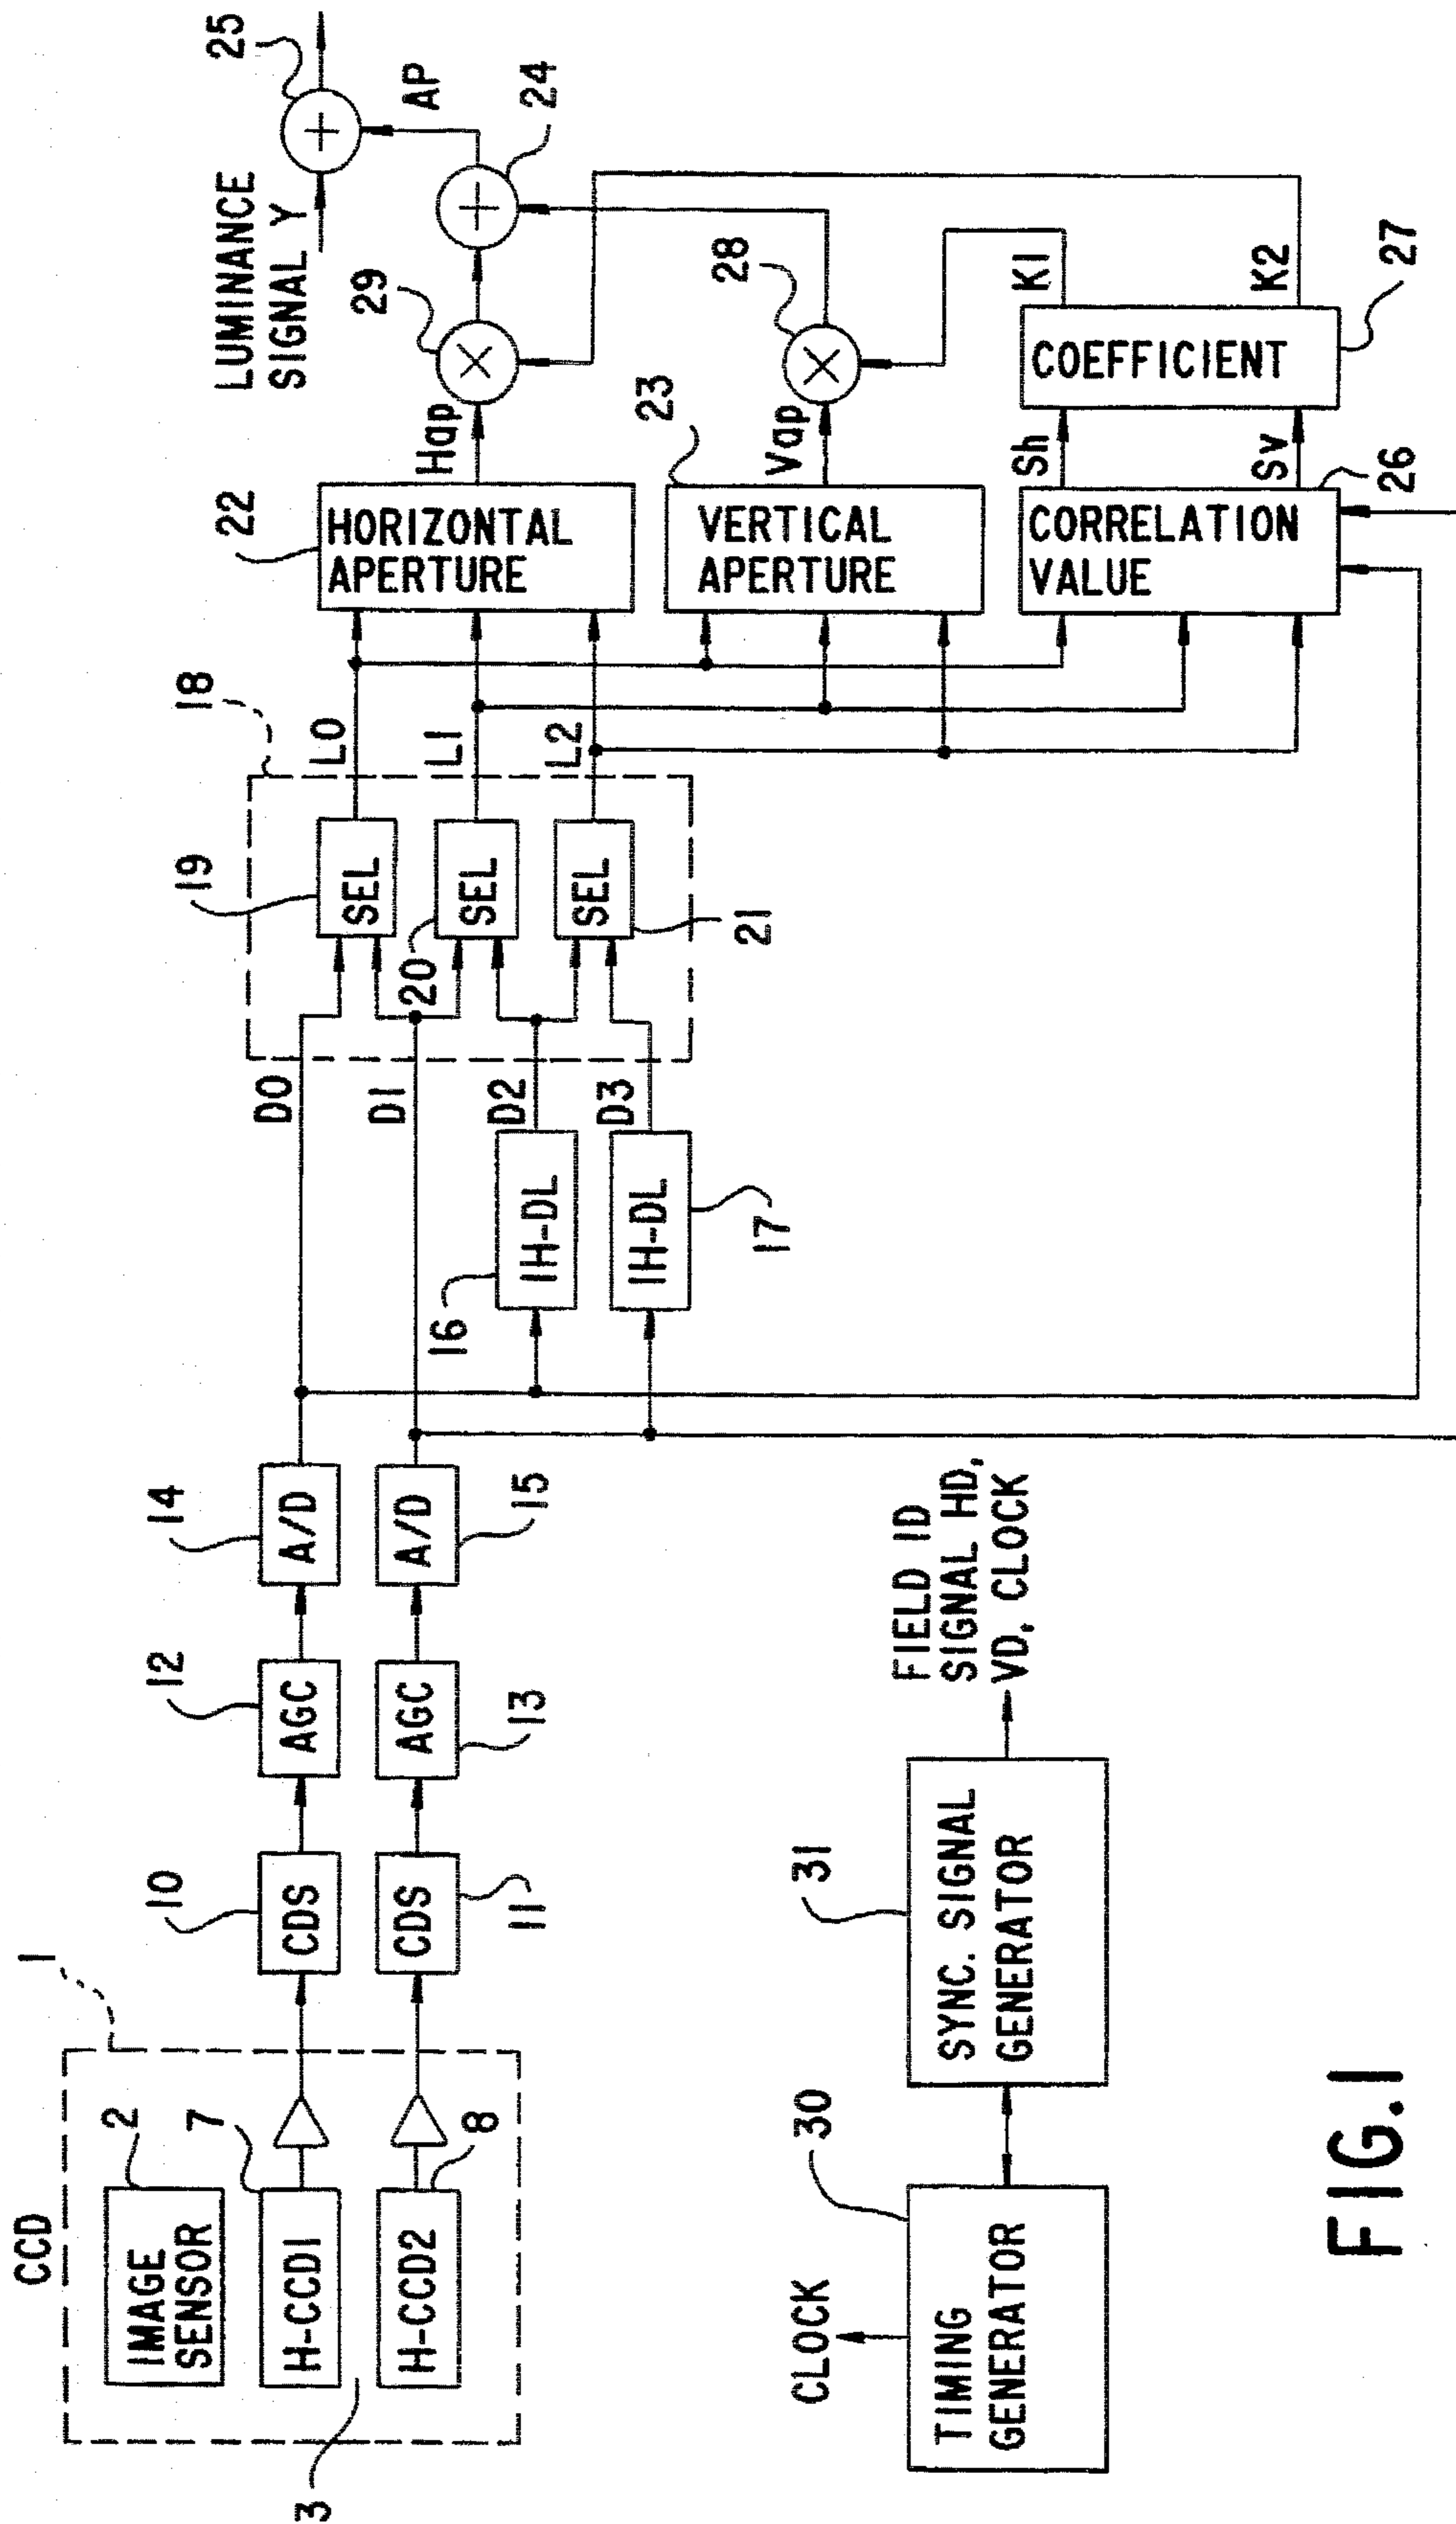 CCD
1
IMAGE
SENSOR
2
H-CCD1
7
H-CCD2
8
3
CDS
10
CDS
11
AGC
12
AGC
13
A/D
14
A/D
15
D0
D1
D2
D3
1H-DL
16
1H-DL
17
18
SEL
19
SEL
20
SEL
21
L0
L1
L2
HORIZONTAL
APERTURE
22
VERTICAL
APERTURE
23
CORRELATION
VALUE
26
Hap
Vap
Sh
Sv
COEFFICIENT
27
K1
K2
28
29
24
AP
25
LUMINANCE
SIGNAL Y
CLOCK
TIMING
GENERATOR
30
SYNC. SIGNAL
GENERATOR
31
FIELD ID
SIGNAL HD,
VD, CLOCK
FIG.1